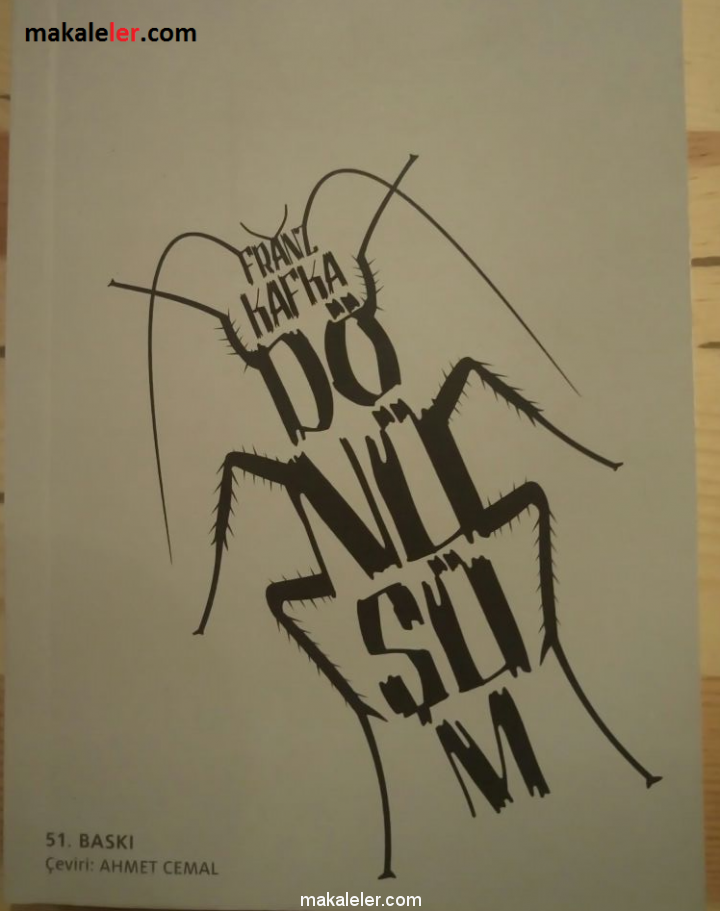 makaleler.com
FRANZ
KAFKA
DÖ
NÜ
ŞÜ
M
51. BASKI
Çeviri: AHMET CEMAL
makaleler.com